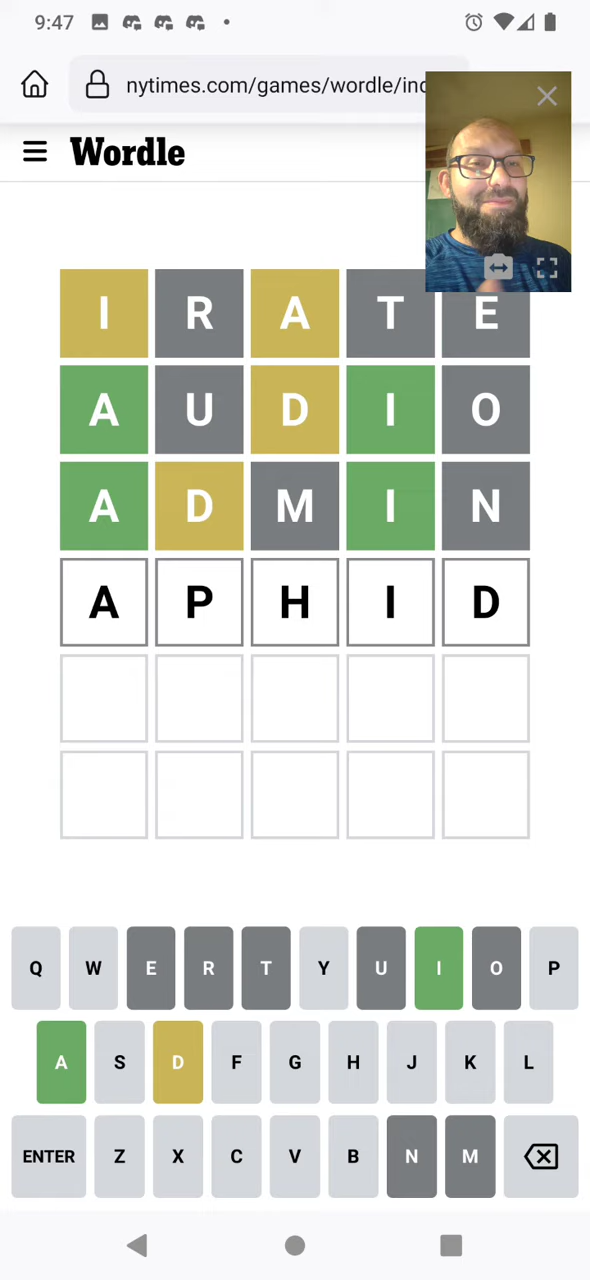 9:47
nytimes.com/games/wordle/ind
Wordle
I R A T E
A U D I O
A D M I N
A P H I D
Q W E R T Y U I O P
A S D F G H J K L
ENTER Z X C V B N M